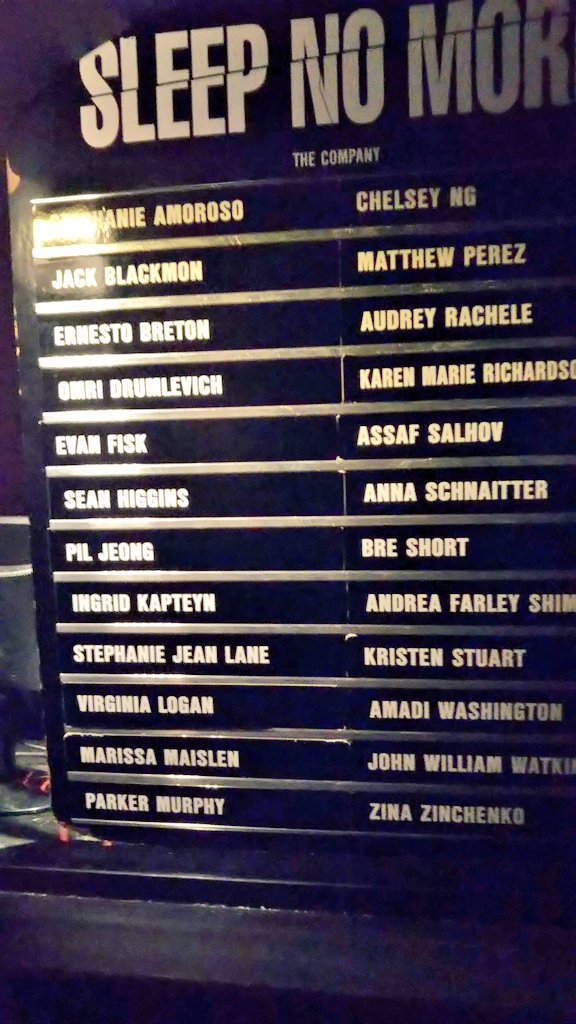 SLEEP NO MOR
THE COMPANY
AMOROSO
JACK BLACKMON
ERNESTO BRETON
OMRI DRUMLEVICH
EVAN FISK
SEAN HIGGINS
PIL JEONG
INGRID KAPTEYN
STEPHANIE JEAN LANE
VIRGINIA LOGAN
MARISSA MAISLEN
PARKER MURPHY
CHELSEY NG
MATTHEW PEREZ
AUDREY RACHELE
KAREN MARIE RICHARDSO
ASSAF SALHOV
ANNA SCHNAITTER
BRE SHORT
ANDREA FARLEY SHIM
KRISTEN STUART
AMADI WASHINGTON
JOHN WILLIAM WATKI
ZINA ZINCHENKO